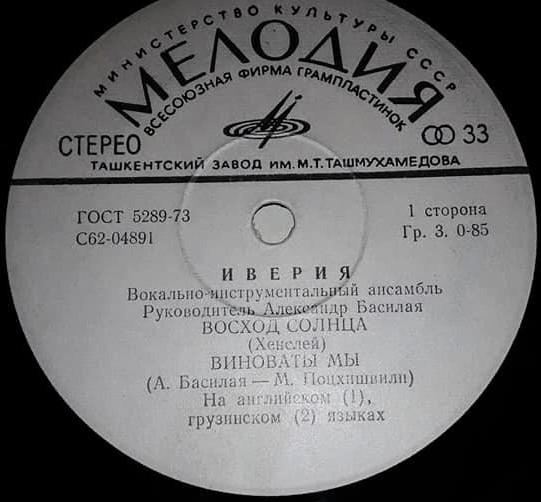 МИНИСТЕРСТВО КУЛЬТУРЫ СССР
МЕЛОДИЯ
ВСЕСОЮЗНАЯ ФИРМА ГРАМПЛАСТИНОК
СТЕРЕО
33
ТАШКЕНТСКИЙ ЗАВОД ИМ. М.Т. ТАШМУХАМЕДОВА
ГОСТ 5289-73
1 сторона
С62-04891
Гр. 3. 0-85
ИВЕРИЯ
Вокально-инструментальный ансамбль
Руководитель Александр Басилая
ВОСХОД СОЛНЦА
(Хенслей)
ВИНОВАТЫ МЫ
(А. Басилая — М. Поцхишвили)
На английском (1),
грузинском (2) языках